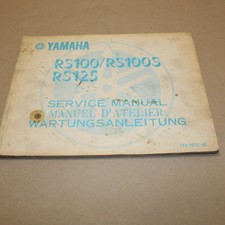 YAMAHA
RS100/RS100S
RS125
SERVICE MANUAL
MANUEL D'ATELIER
WARTUNGSANLEITUNG